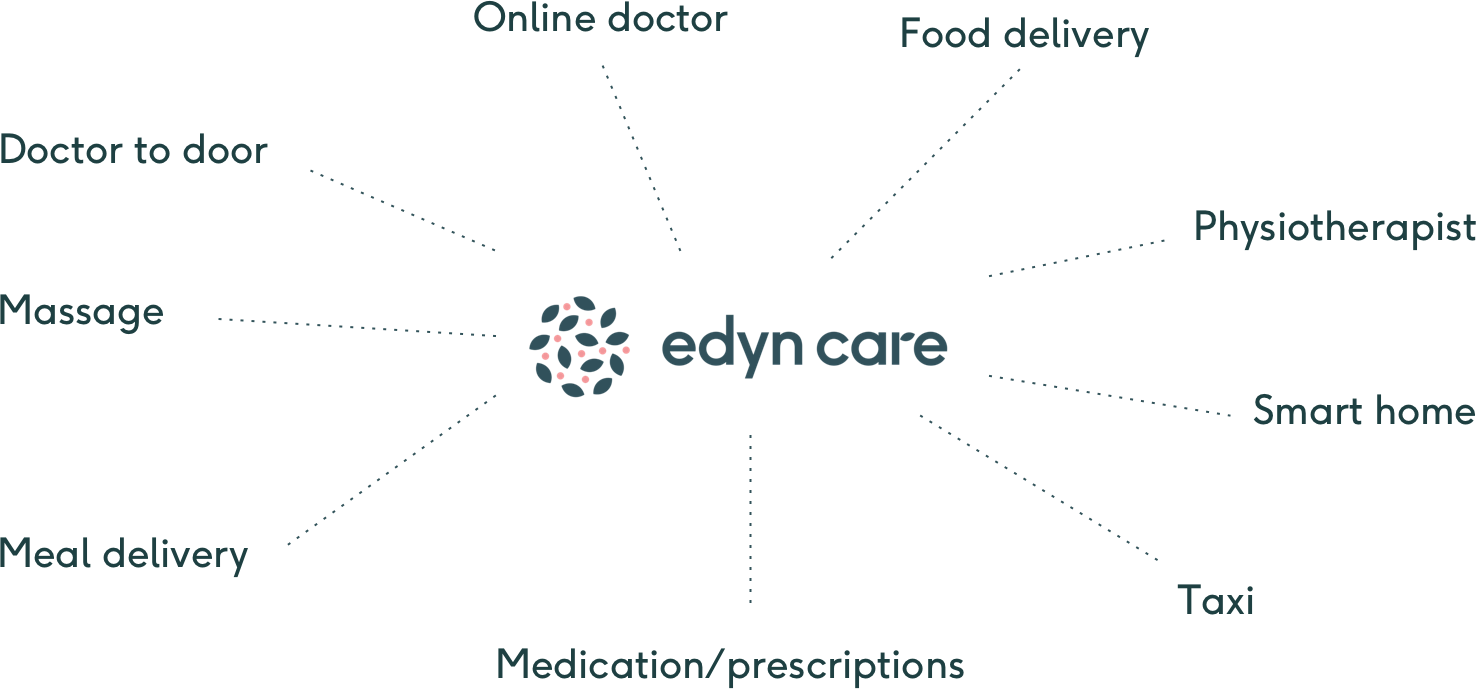 Online doctor
Food delivery
Doctor to door
Physiotherapist
Massage
edyn care
Smart home
Meal delivery
Taxi
Medication/prescriptions